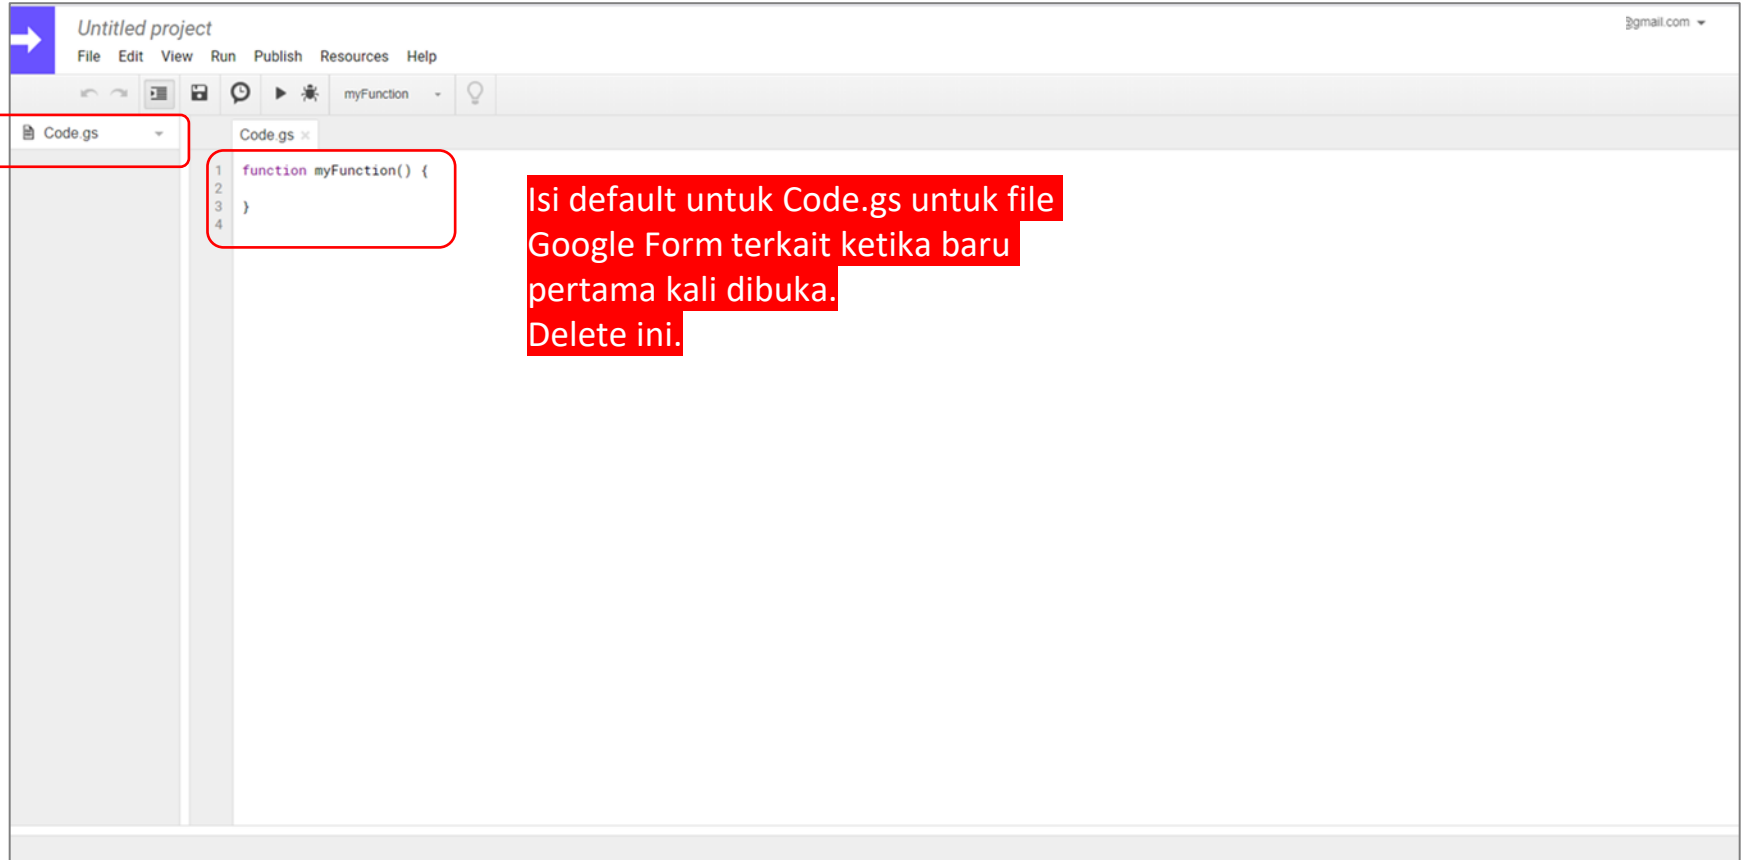 Untitled project
@gmail.com
File Edit View Run Publish Resources Help
myFunction
Code.gs
Code.gs ×
1 function myFunction() {
2
3 }
4
Isi default untuk Code.gs untuk file
Google Form terkait ketika baru
pertama kali dibuka.
Delete ini.